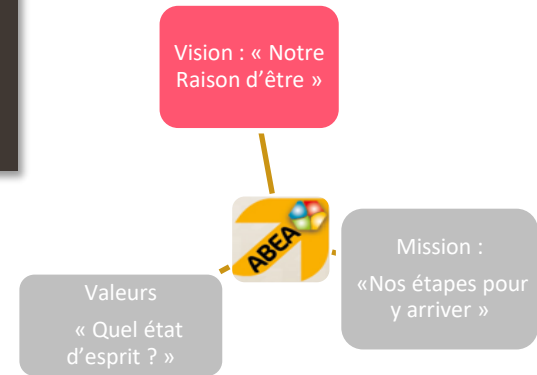 Vision : « Notre
Raison d’être »
ABEA
Mission :
«Nos étapes pour
y arriver »
Valeurs
« Quel état
d’esprit ? »